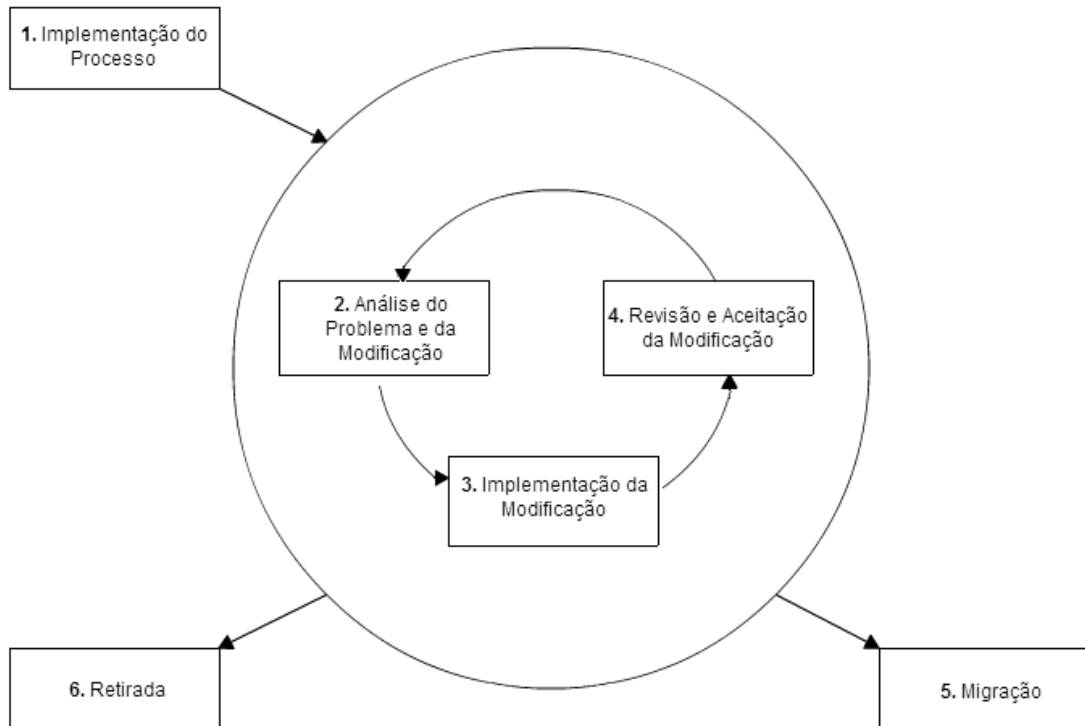 1. Implementação do
Processo
2. Análise do
Problema e da
Modificação
4. Revisão e Aceitação
da Modificação
3. Implementação da
Modificação
6. Retirada
5. Migração